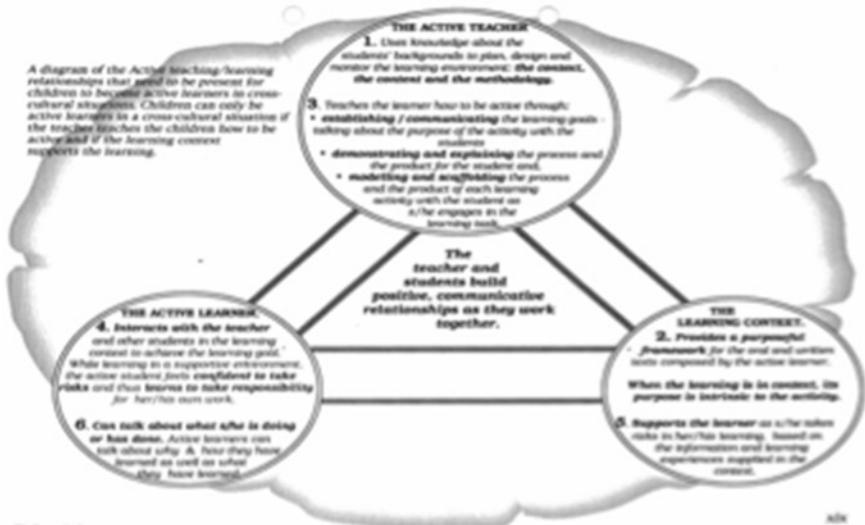 A diagram of the Active teaching/learning
relationships that need to be present for
children to become active learners in cross-
cultural situations. Children can only be
active learners in a cross-cultural situation if
the teacher teaches the children how to be
active and if the learning context
supports the learning.
THE ACTIVE TEACHER
1. Uses knowledge about the
students' backgrounds to plan, design and
monitor the learning environment: the context,
the content and the methodology.
3. Teaches the learner how to be active through:
• establishing / communicating the learning goals -
talking about the purpose of the activity with the
students
• demonstrating and explaining the process and
the product for the student and,
• modelling and scaffolding the process
and the product of each learning
activity with the student as
s/he engages in the
learning task.
The
teacher and
students build
positive, communicative
relationships as they work
together.
THE ACTIVE LEARNER
4. Interacts with the teacher
and other students in the learning
context to achieve the learning goal.
While learning in a supportive environment,
the active student feels confident to take
risks and thus learns to take responsibility
for her/his own work.
6. Can talk about what s/he is doing
or has done. Active learners can
talk about why & how they have
learned as well as what
they have learned.
THE
LEARNING CONTEXT.
2. Provides a purposeful
framework for the oral and written
texts composed by the active learner.
When the learning is in context, its
purpose is intrinsic to the activity.
5. Supports the learner as s/he takes
risks in her/his learning, based on
the information and learning
experiences supplied in the
context.